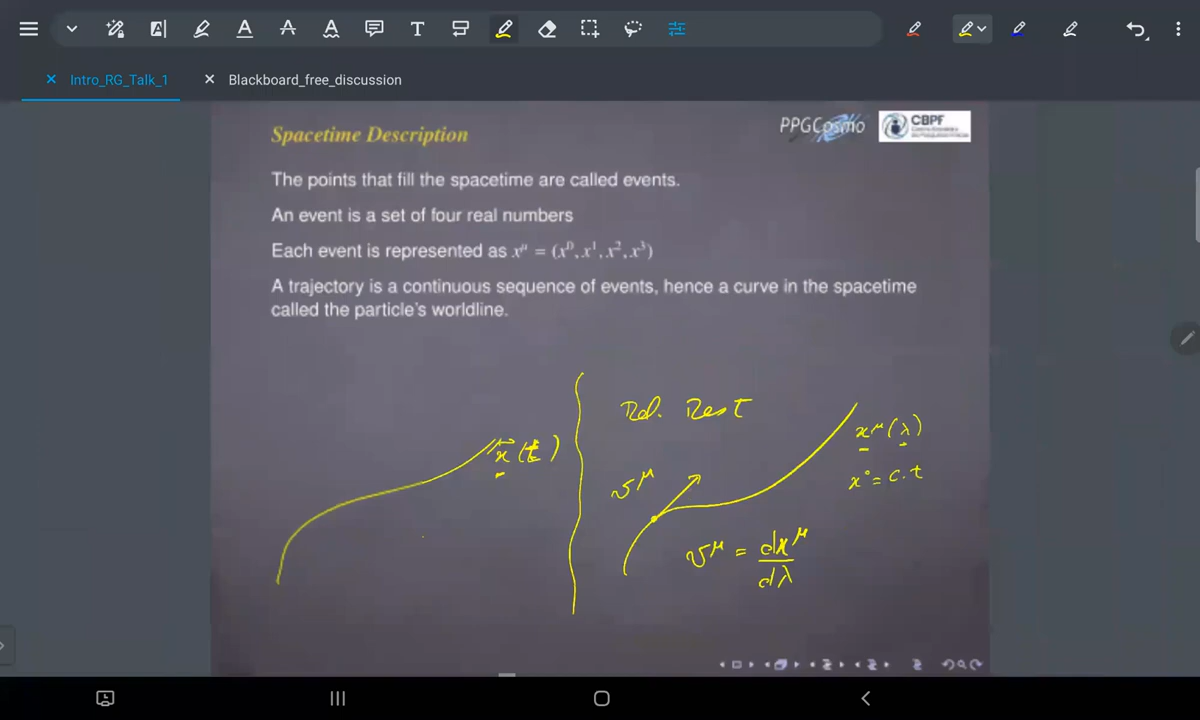 Intro_RG_Talk_1
Blackboard_free_discussion
Spacetime Description
PPGCosmo
CBPF
The points that fill the spacetime are called events.
An event is a set of four real numbers
Each event is represented as x^μ = (x^0, x^1, x^2, x^3)
A trajectory is a continuous sequence of events, hence a curve in the spacetime
called the particle's worldline.
x(t)
Rel. Rest
x^μ(λ)
x^0 = c.t
v^μ
v^μ = dx^μ/dλ